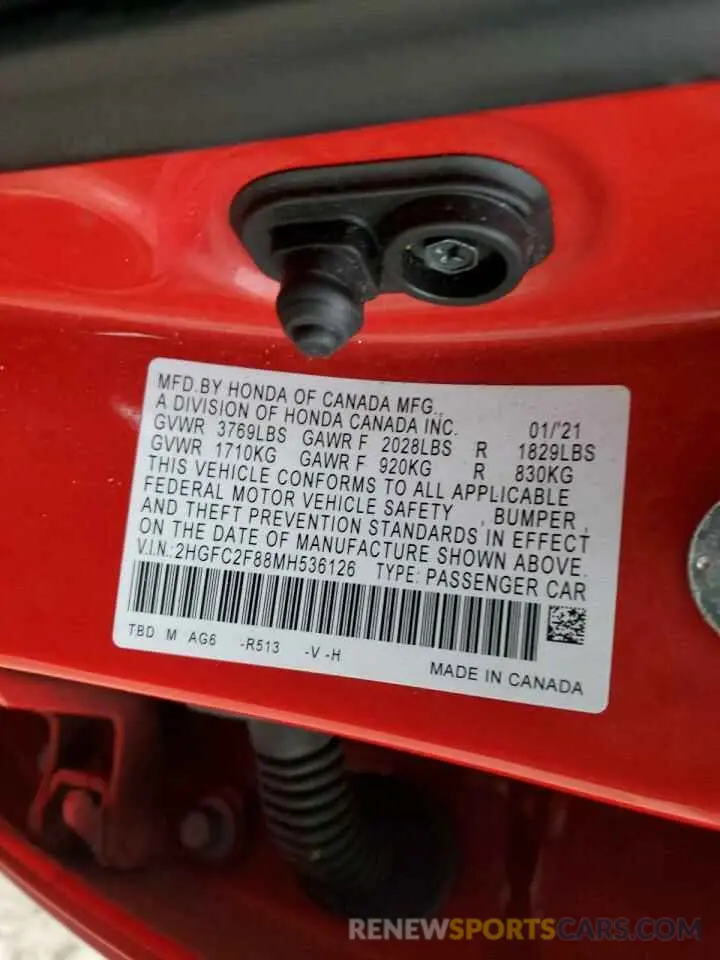 MFD. BY HONDA OF CANADA MFG.,
A DIVISION OF HONDA CANADA INC. 01/'21
GVWR 3769LBS GAWR F 2028LBS R 1829LBS
GVWR 1710KG GAWR F 920KG R 830KG
THIS VEHICLE CONFORMS TO ALL APPLICABLE
FEDERAL MOTOR VEHICLE SAFETY , BUMPER ,
AND THEFT PREVENTION STANDARDS IN EFFECT
ON THE DATE OF MANUFACTURE SHOWN ABOVE.
V.I.N.: 2HGFC2F88MH536126 TYPE: PASSENGER CAR
TBD M AG6 -R513 -V -H
MADE IN CANADA
RENEWSPORTSCARS.COM